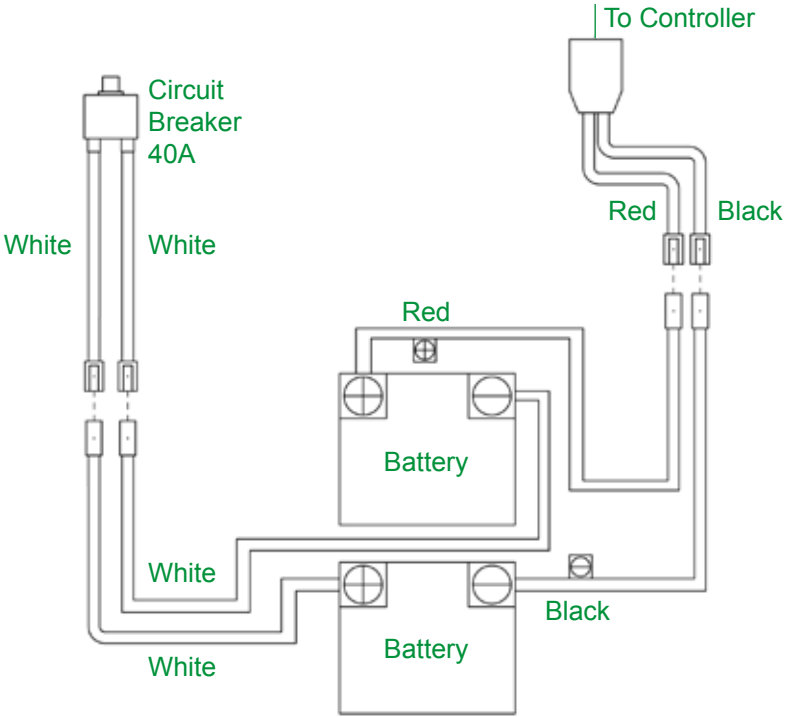 To Controller
Circuit
Breaker
40A
White
White
Red
Black
Red
Battery
White
Black
Battery
White